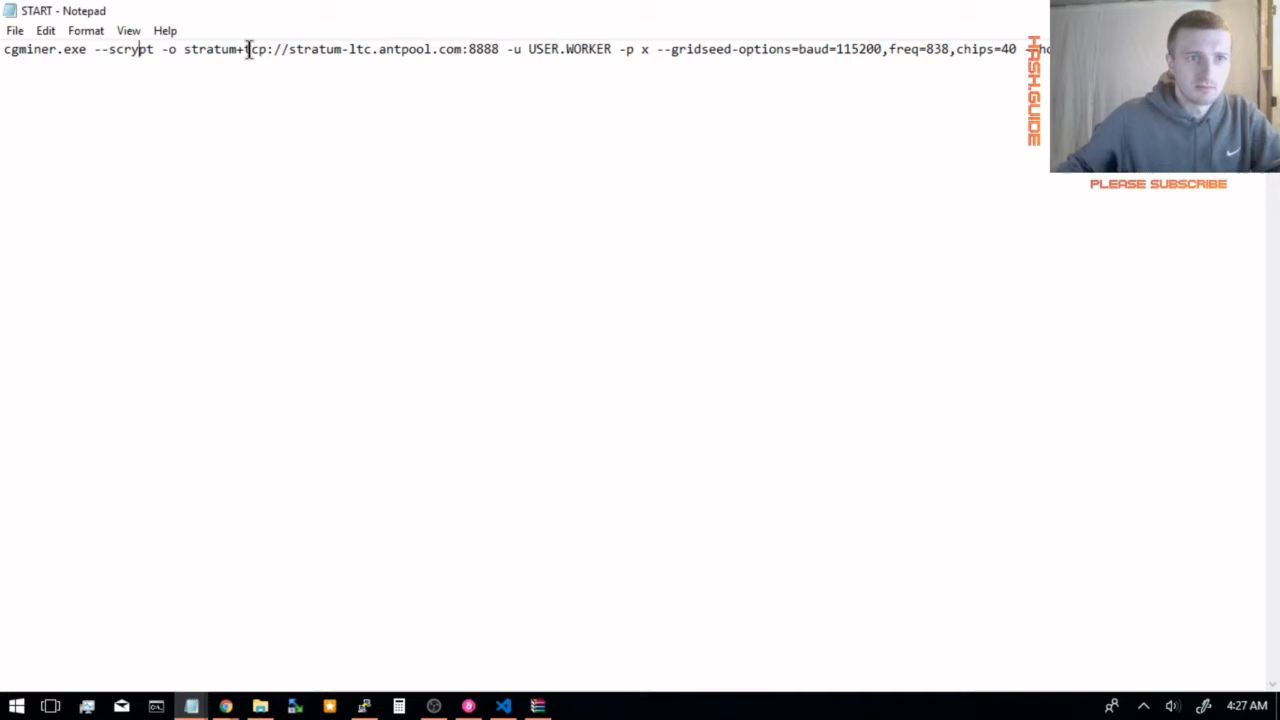 START - Notepad
File Edit Format View Help
cgminer.exe --scrypt -o stratum+tcp://stratum-ltc.antpool.com:8888 -u USER.WORKER -p x --gridseed-options=baud=115200,freq=838,chips=40
HASH.GUIDE
PLEASE SUBSCRIBE
4:27 AM